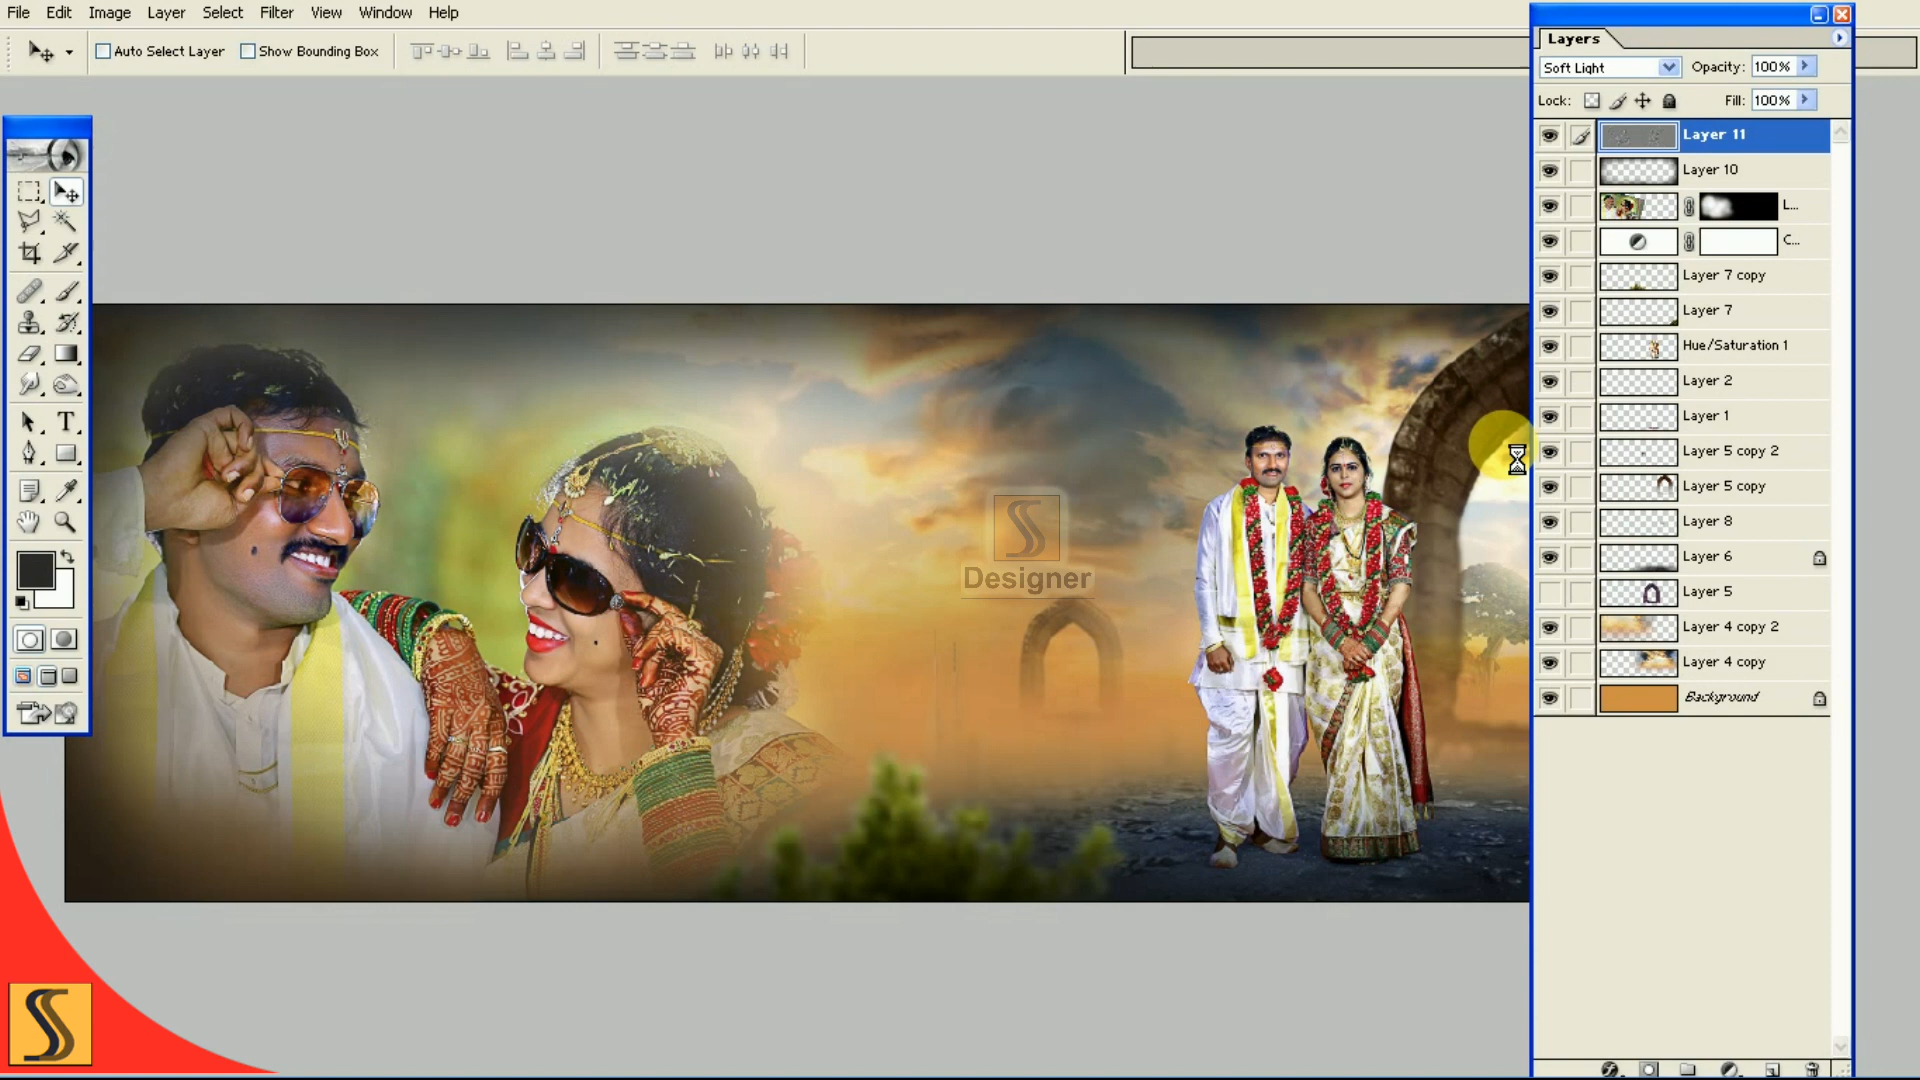 File Edit Image Layer Select Filter View Window Help
Auto Select Layer Show Bounding Box
Layers
Soft Light Opacity: 100%
Lock: Fill: 100%
Layer 11
Layer 10
L...
C...
Layer 7 copy
Layer 7
Hue/Saturation 1
Layer 2
Layer 1
Layer 5 copy 2
Layer 5 copy
Layer 8
Layer 6
Layer 5
Layer 4 copy 2
Layer 4 copy
Background
Designer